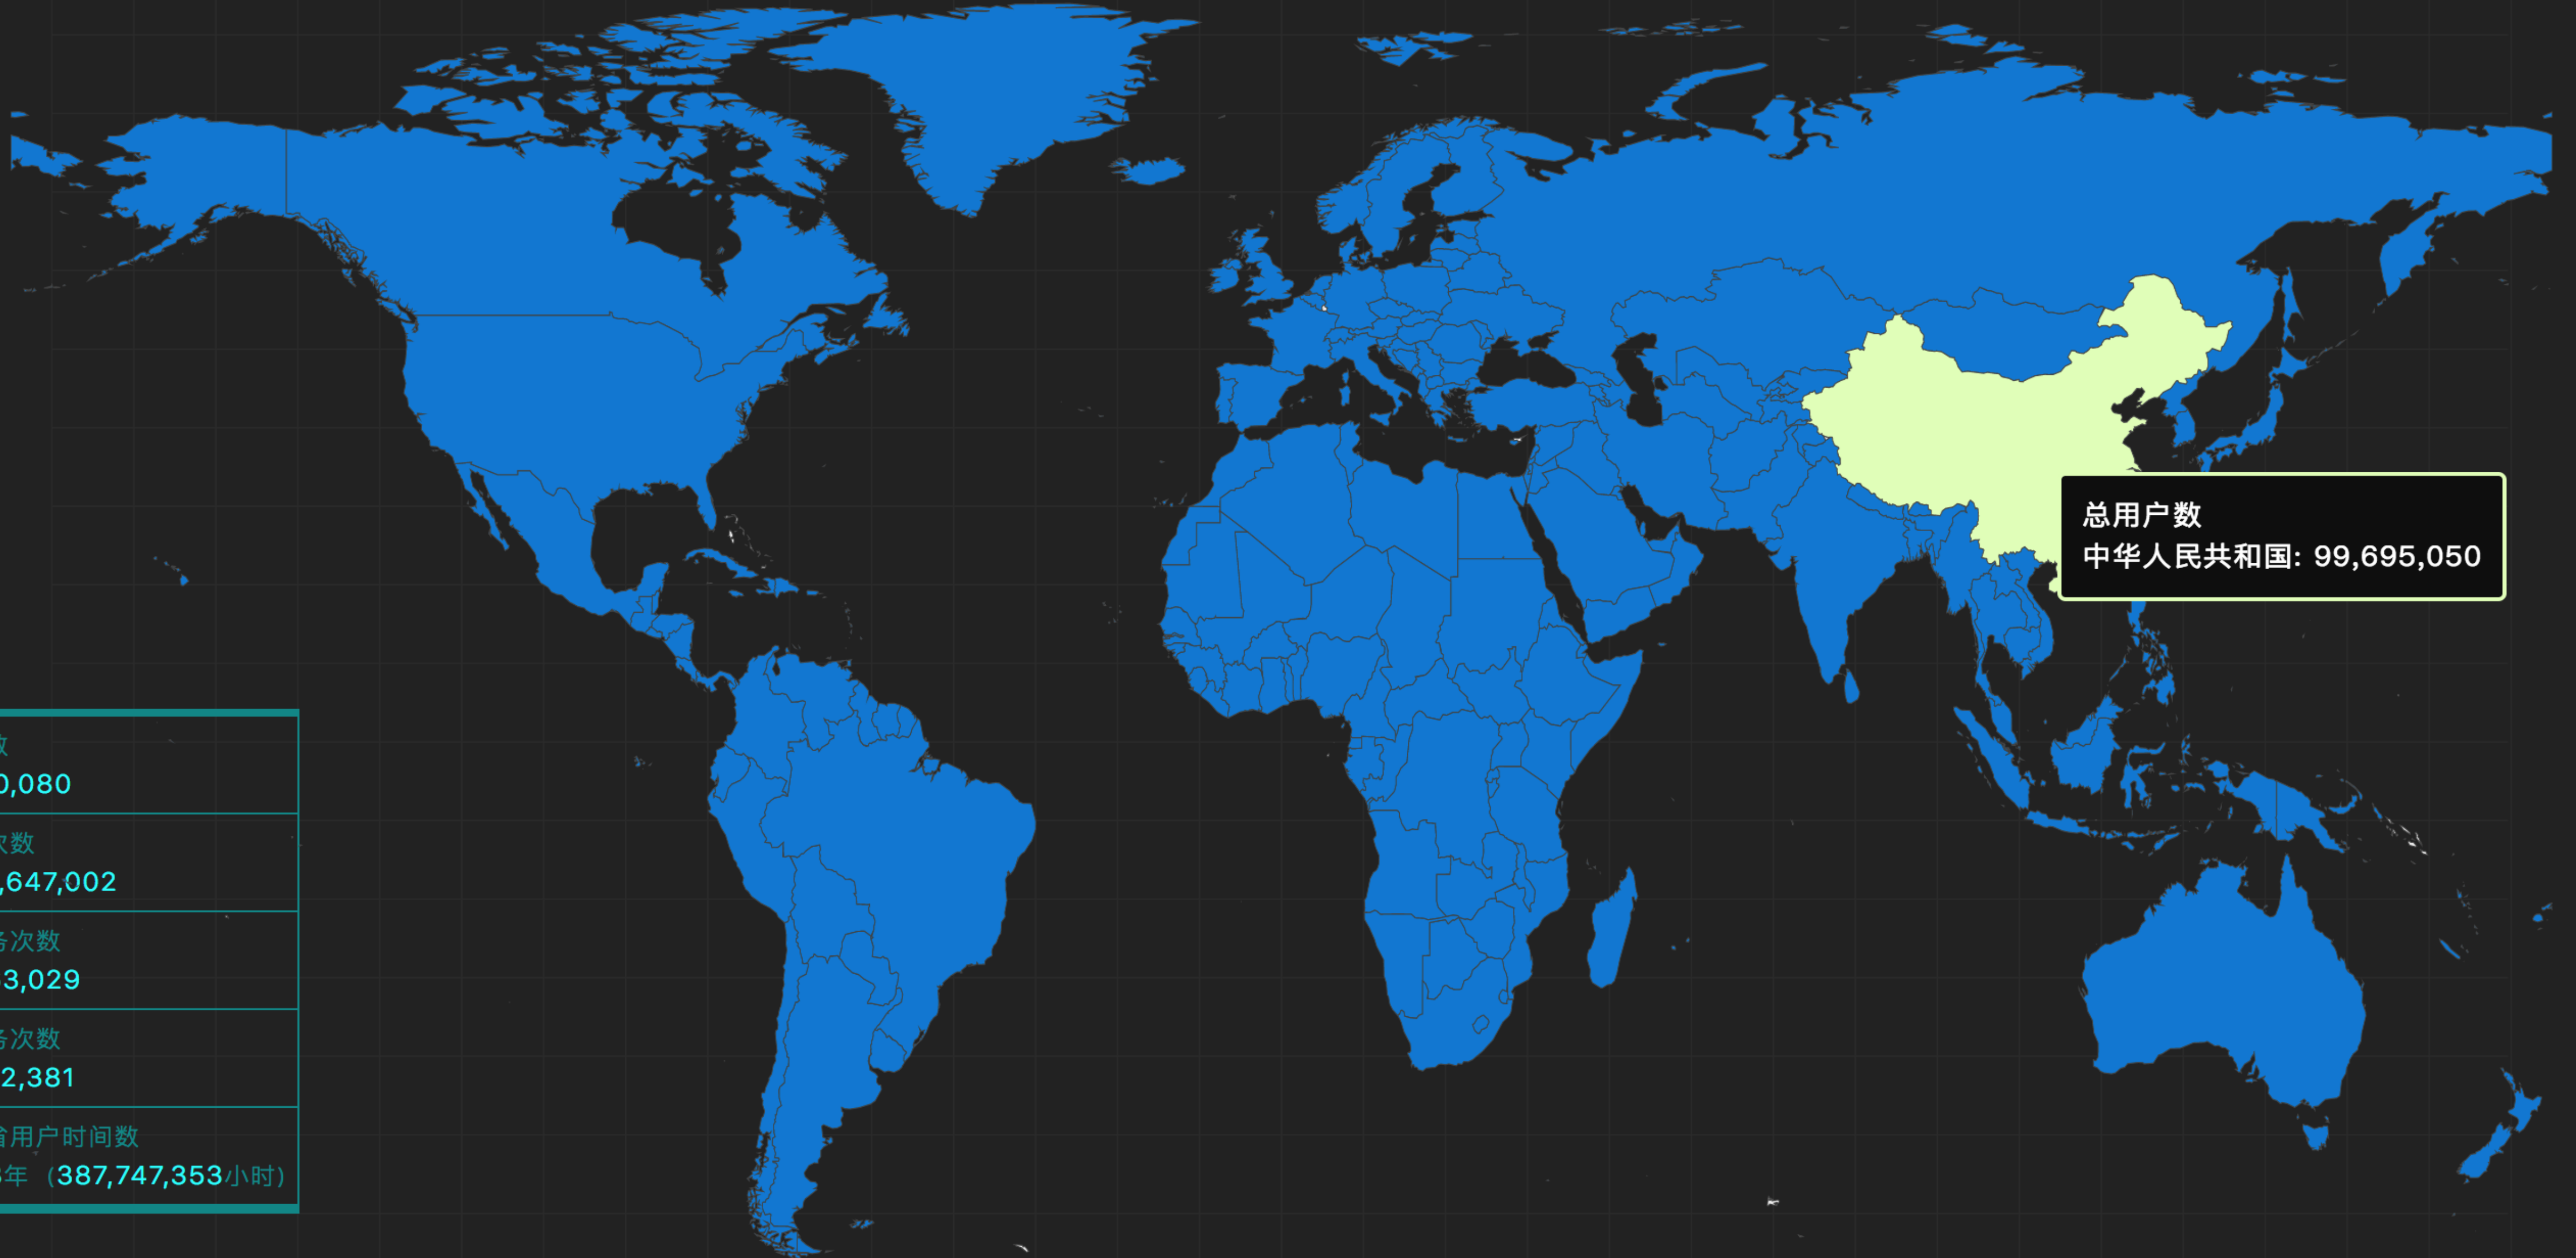 总用户数
中华人民共和国: 99,695,050
数
0,080
次数
,647,002
务次数
3,029
务次数
2,381
省用户时间数
年 (387,747,353小时)